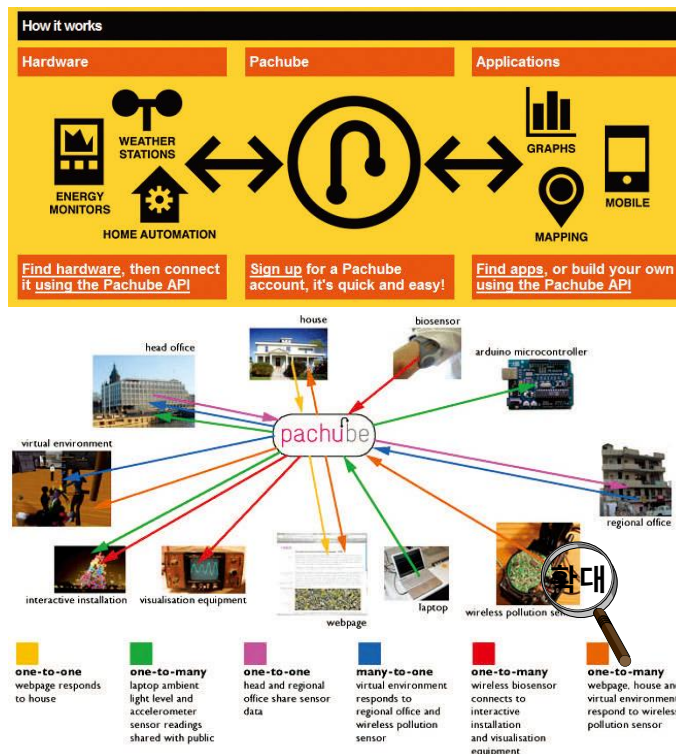 How it works
Hardware
Pachube
Applications
WEATHER
STATIONS
ENERGY
MONITORS
HOME AUTOMATION
GRAPHS
MOBILE
MAPPING
Find hardware, then connect
it using the Pachube API
Sign up for a Pachube
account, it's quick and easy!
Find apps, or build your own
using the Pachube API
house
biosensor
head office
arduino microcontroller
pachube
virtual environment
regional office
interactive installation
visualisation equipment
webpage
laptop
wireless pollution
확대
one-to-one
webpage responds
to house
one-to-many
laptop ambient
light level and
accelerometer
sensor readings
shared with public
one-to-one
head and regional
office share sensor
data
many-to-one
virtual environment
responds to
regional office and
wireless pollution
sensor
one-to-many
wireless biosensor
connects to
interactive
installation
and visualisation
equipment
one-to-many
webpage, house and
virtual environment
respond to wireless
pollution sensor